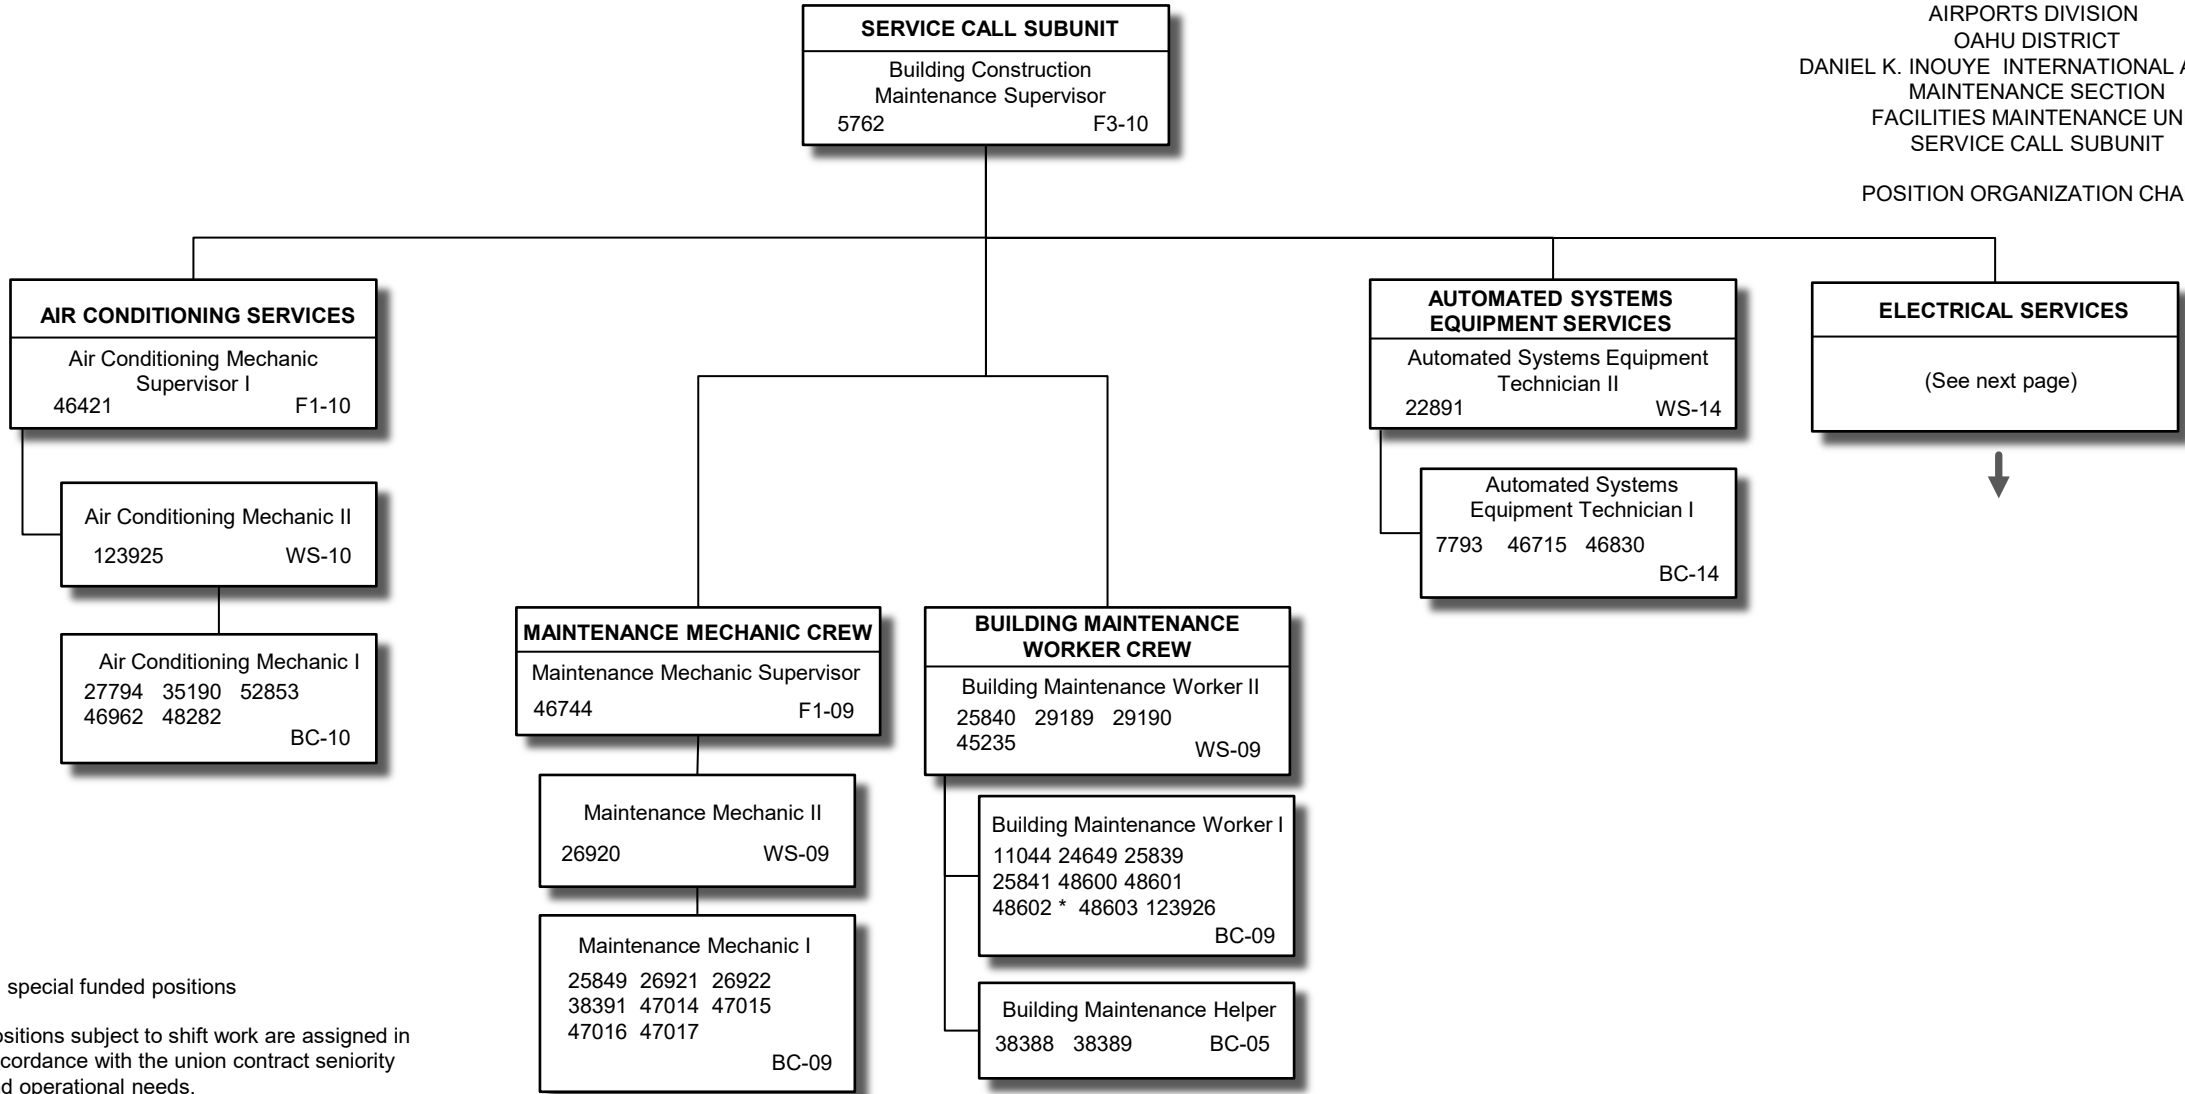 SERVICE CALL SUBUNIT
Building Construction
Maintenance Supervisor
5762 F3-10
AIRPORTS DIVISION
OAHU DISTRICT
DANIEL K. INOUYE INTERNATIONAL
MAINTENANCE SECTION
FACILITIES MAINTENANCE UN
SERVICE CALL SUBUNIT
POSITION ORGANIZATION CHA
AIR CONDITIONING SERVICES
Air Conditioning Mechanic
Supervisor I
46421 F1-10
Air Conditioning Mechanic II
123925 WS-10
Air Conditioning Mechanic I
27794 35190 52853
46962 48282
BC-10
MAINTENANCE MECHANIC CREW
Maintenance Mechanic Supervisor
46744 F1-09
Maintenance Mechanic II
26920 WS-09
Maintenance Mechanic I
25849 26921 26922
38391 47014 47015
47016 47017
BC-09
BUILDING MAINTENANCE
WORKER CREW
Building Maintenance Worker II
25840 29189 29190
45235 WS-09
Building Maintenance Worker I
11044 24649 25839
25841 48600 48601
48602 * 48603 123926
BC-09
Building Maintenance Helper
38388 38389 BC-05
AUTOMATED SYSTEMS
EQUIPMENT SERVICES
Automated Systems Equipment
Technician II
22891 WS-14
Automated Systems
Equipment Technician I
7793 46715 46830
BC-14
ELECTRICAL SERVICES
(See next page)
special funded positions
ositions subject to shift work are assigned in
cordance with the union contract seniority
d operational needs.